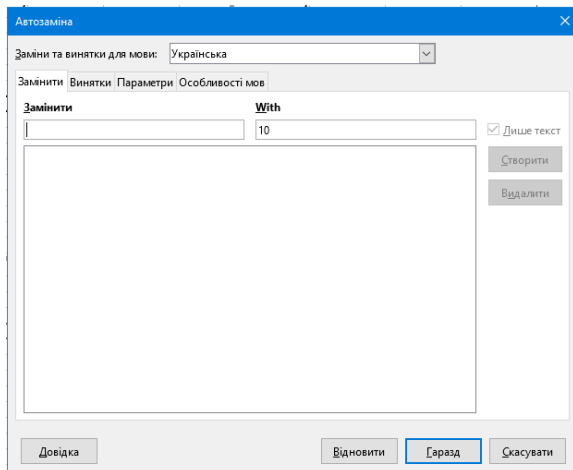 Автозаміна
Заміни та винятки для мови: Українська
Замінити Винятки Параметри Особливості мов
Замінити With
10 Лише текст
Створити
Видалити
Довідка Відновити Гаразд Скасувати